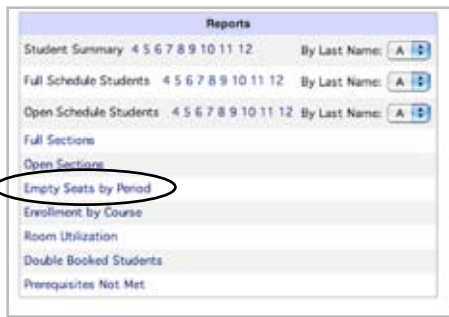 Reports
Student Summary 4 5 6 7 8 9 10 11 12 By Last Name: A
Full Schedule Students 4 5 6 7 8 9 10 11 12 By Last Name: A
Open Schedule Students 4 5 6 7 8 9 10 11 12 By Last Name: A
Full Sections
Open Sections
Empty Seats by Period
Enrollment by Course
Room Utilization
Double Booked Students
Prerequisites Not Met